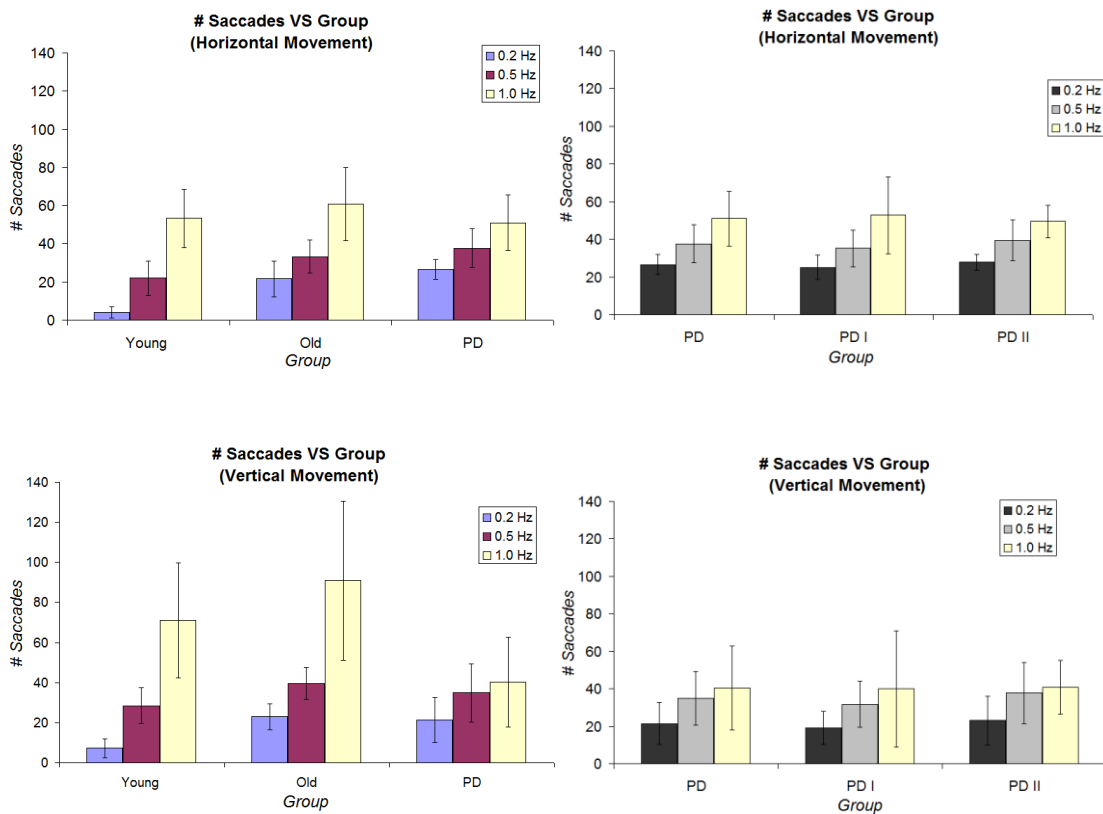 # Saccades VS Group
(Horizontal Movement)
140
120
100
80
60
40
20
0
# Saccades
0.2 Hz
0.5 Hz
1.0 Hz
Young
Old
PD
Group
# Saccades VS Group
(Horizontal Movement)
140
120
100
80
60
40
20
0
# Saccades
0.2 Hz
0.5 Hz
1.0 Hz
PD
PD I
PD II
Group
# Saccades VS Group
(Vertical Movement)
140
120
100
80
60
40
20
0
# Saccades
0.2 Hz
0.5 Hz
1.0 Hz
Young
Old
PD
Group
# Saccades VS Group
(Vertical Movement)
140
120
100
80
60
40
20
0
# Saccades
0.2 Hz
0.5 Hz
1.0 Hz
PD
PD I
PD II
Group